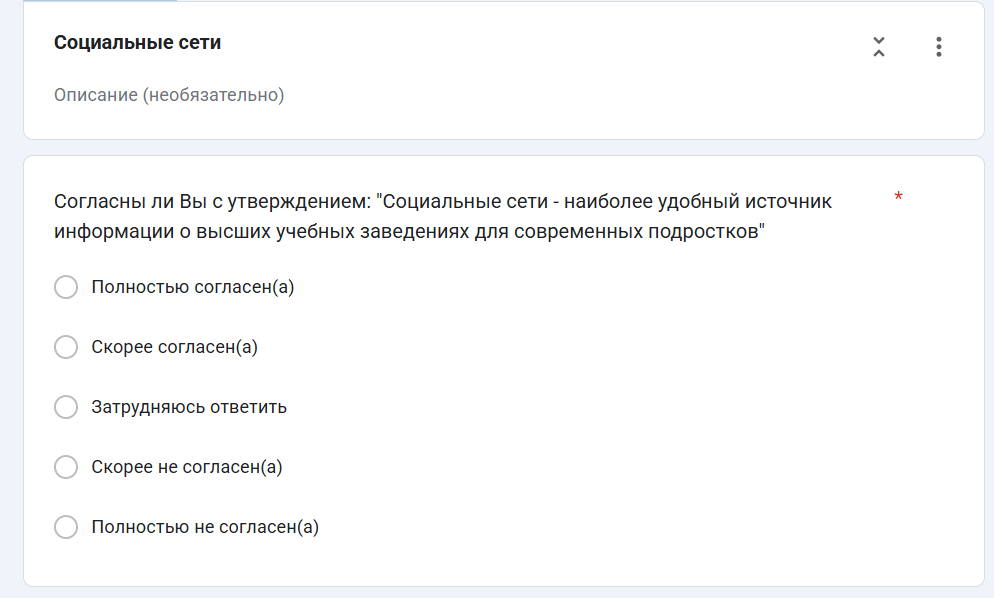 Социальные сети
Описание (необязательно)
Согласны ли Вы с утверждением: "Социальные сети - наиболее удобный источник *
информации о высших учебных заведениях для современных подростков"
Полностью согласен(а)
Скорее согласен(а)
Затрудняюсь ответить
Скорее не согласен(а)
Полностью не согласен(а)